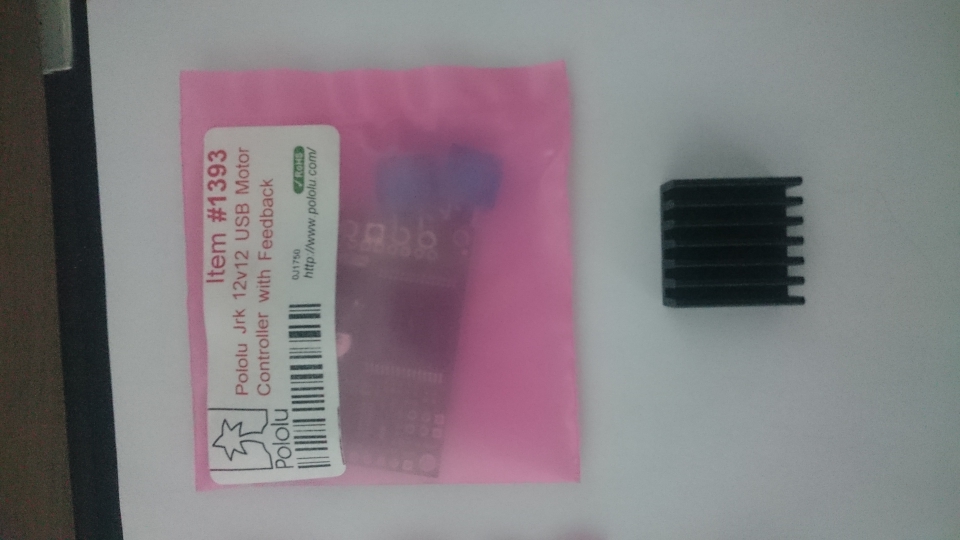 Item #1393
Pololu Jrk 12v12 USB Motor
Controller with Feedback
Pololu
0J1750
✓RoHS
http://www.pololu.com/